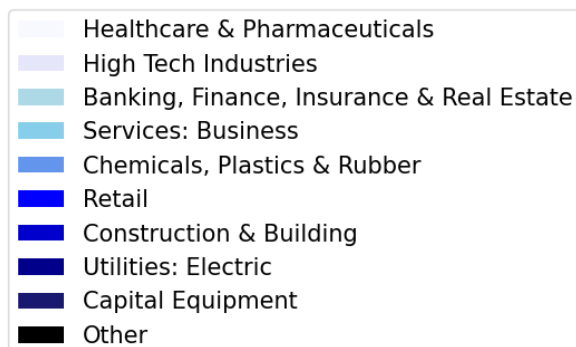 Healthcare & Pharmaceuticals
High Tech Industries
Banking, Finance, Insurance & Real Estate
Services: Business
Chemicals, Plastics & Rubber
Retail
Construction & Building
Utilities: Electric
Capital Equipment
Other